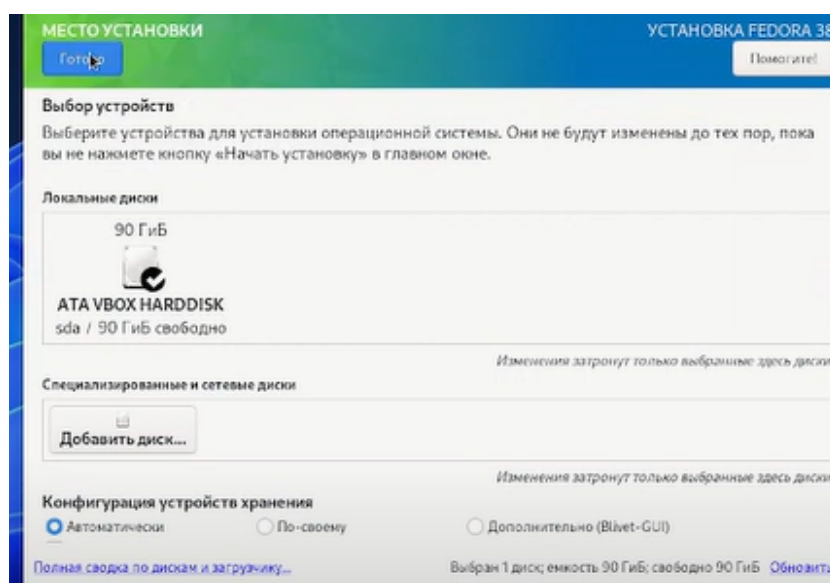 МЕСТО УСТАНОВКИ
УСТАНОВКА FEDORA 38
Готово
Помогите!
Выбор устройств
Выберите устройства для установки операционной системы. Они не будут изменены до тех пор, пока
вы не нажмете кнопку «Начать установку» в главном окне.
Локальные диски
90 ГиБ
ATA VBOX HARDDISK
sda / 90 ГиБ свободно
Изменения затронут только выбранные здесь диски
Специализированные и сетевые диски
Добавить диск...
Изменения затронут только выбранные здесь диски
Конфигурация устройств хранения
Автоматически
По-своему
Дополнительно (Blivet-GUI)
Полная сводка по дискам и загрузчику...
Выбран 1 диск; емкость 90 ГиБ; свободно 90 ГиБ Обновить